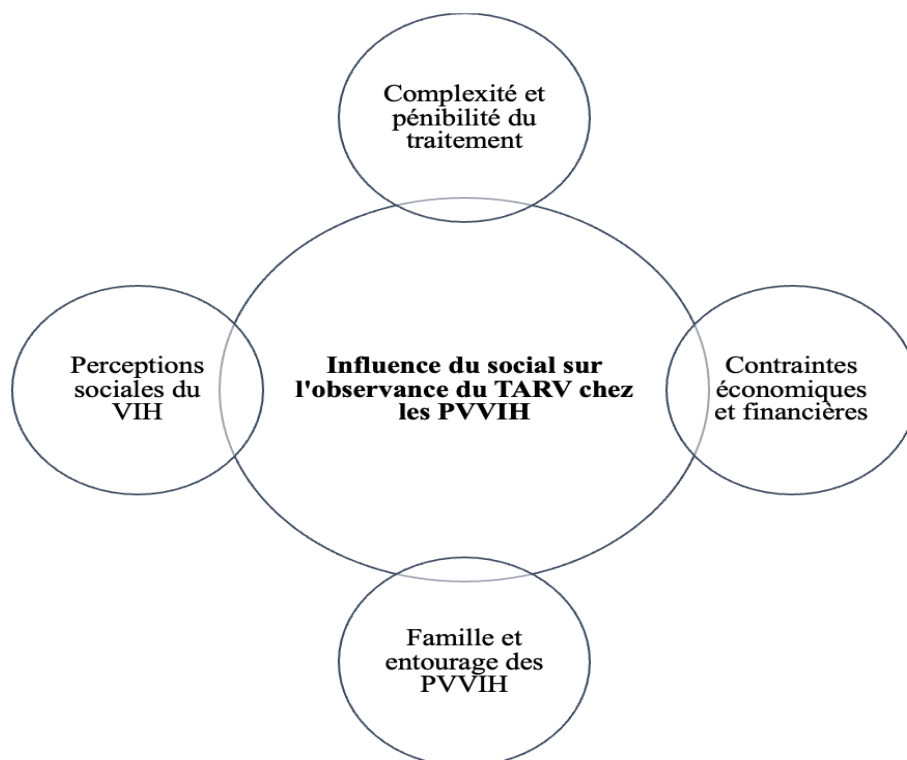 Complexité et
pénibilité du
traitement
Perceptions
sociales du
VIH
Influence du social sur
l'observance du TARV chez
les PVVIH
Contraintes
économiques
et financières
Famille et
entourage des
PVVIH